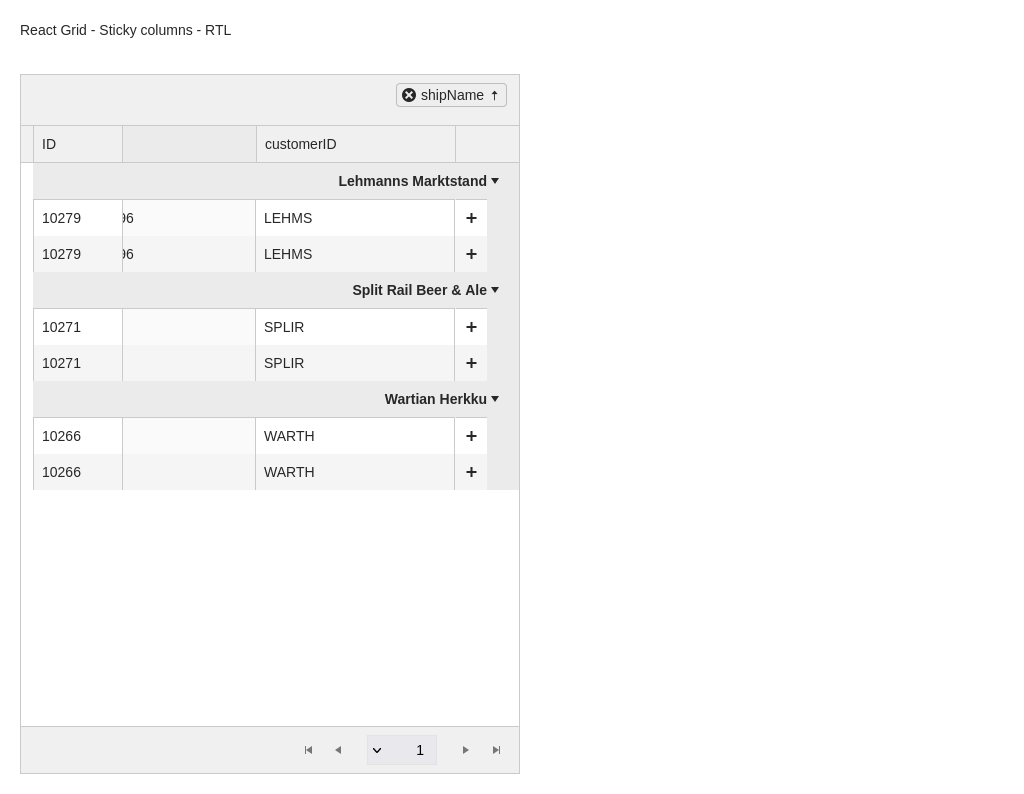 React Grid - Sticky columns - RTL
shipName
ID customerID
Lehmanns Marktstand
10279 96 LEHMS +
10279 96 LEHMS +
Split Rail Beer & Ale
10271 SPLIR +
10271 SPLIR +
Wartian Herkku
10266 WARTH +
10266 WARTH +
1